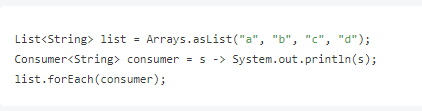 List<String> list = Arrays.asList("a", "b", "c", "d");
Consumer<String> consumer = s -> System.out.println(s);
list.forEach(consumer);